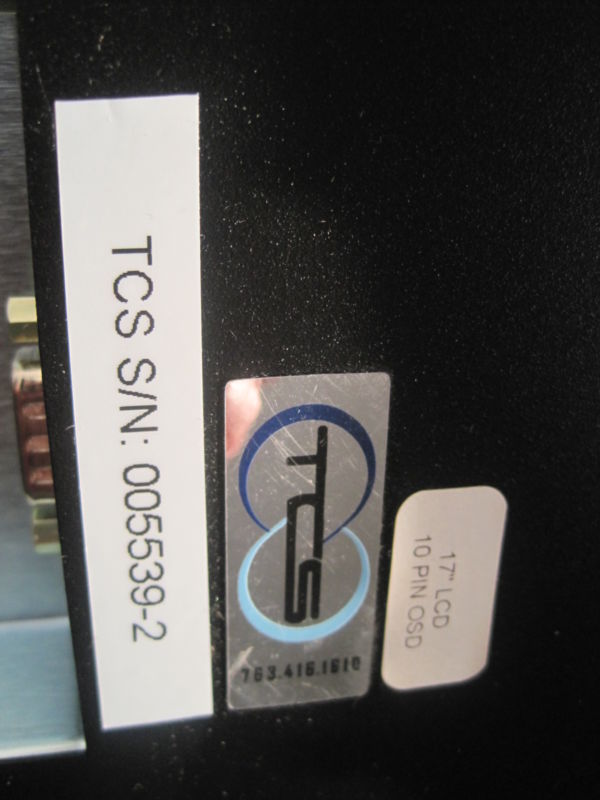 TCS S/N: 005539-2
TCS
763.416.1610
17" LCD
10 PIN OSD